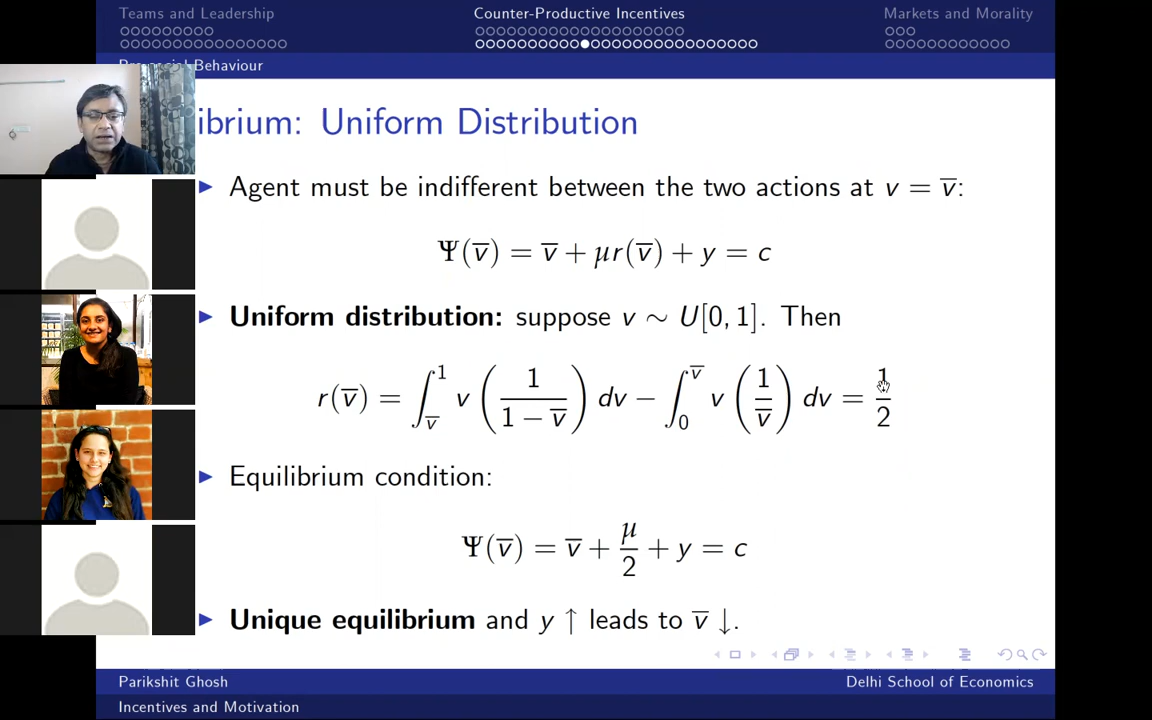 Teams and Leadership
Counter-Productive Incentives
Markets and Morality
Behaviour
ibrium: Uniform Distribution
▶ Agent must be indifferent between the two actions at v = v̅:
Ψ(v̅) = v̅ + μr(v̅) + y = c
▶ Uniform distribution: suppose v ∼ U[0, 1]. Then
r(v̅) = ∫_v̅^1 v (1/(1 − v̅)) dv − ∫_0^v̅ v (1/v̅) dv = 1/2
▶ Equilibrium condition:
Ψ(v̅) = v̅ + μ/2 + y = c
▶ Unique equilibrium and y ↑ leads to v̅ ↓.
Parikshit Ghosh
Delhi School of Economics
Incentives and Motivation